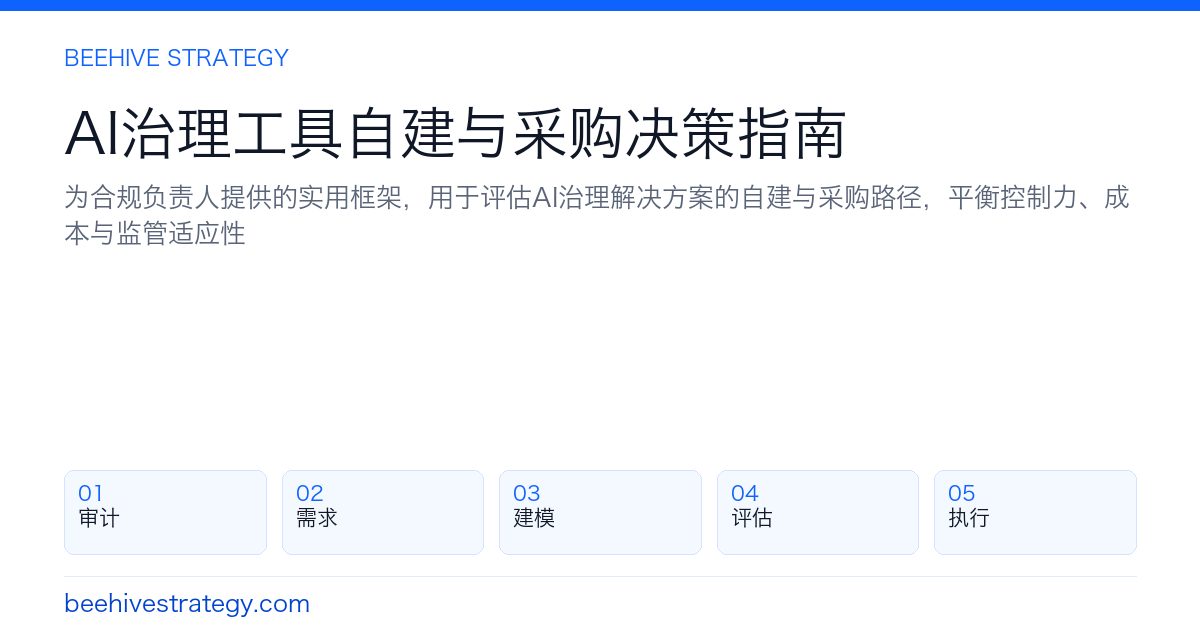 BEEHIVE STRATEGY
AI治理工具自建与采购决策指南
为合规负责人提供的实用框架，用于评估AI治理解决方案的自建与采购路径，平衡控制力、成
本与监管适应性
01
审计
02
需求
03
建模
04
评估
05
执行
beehivestrategy.com